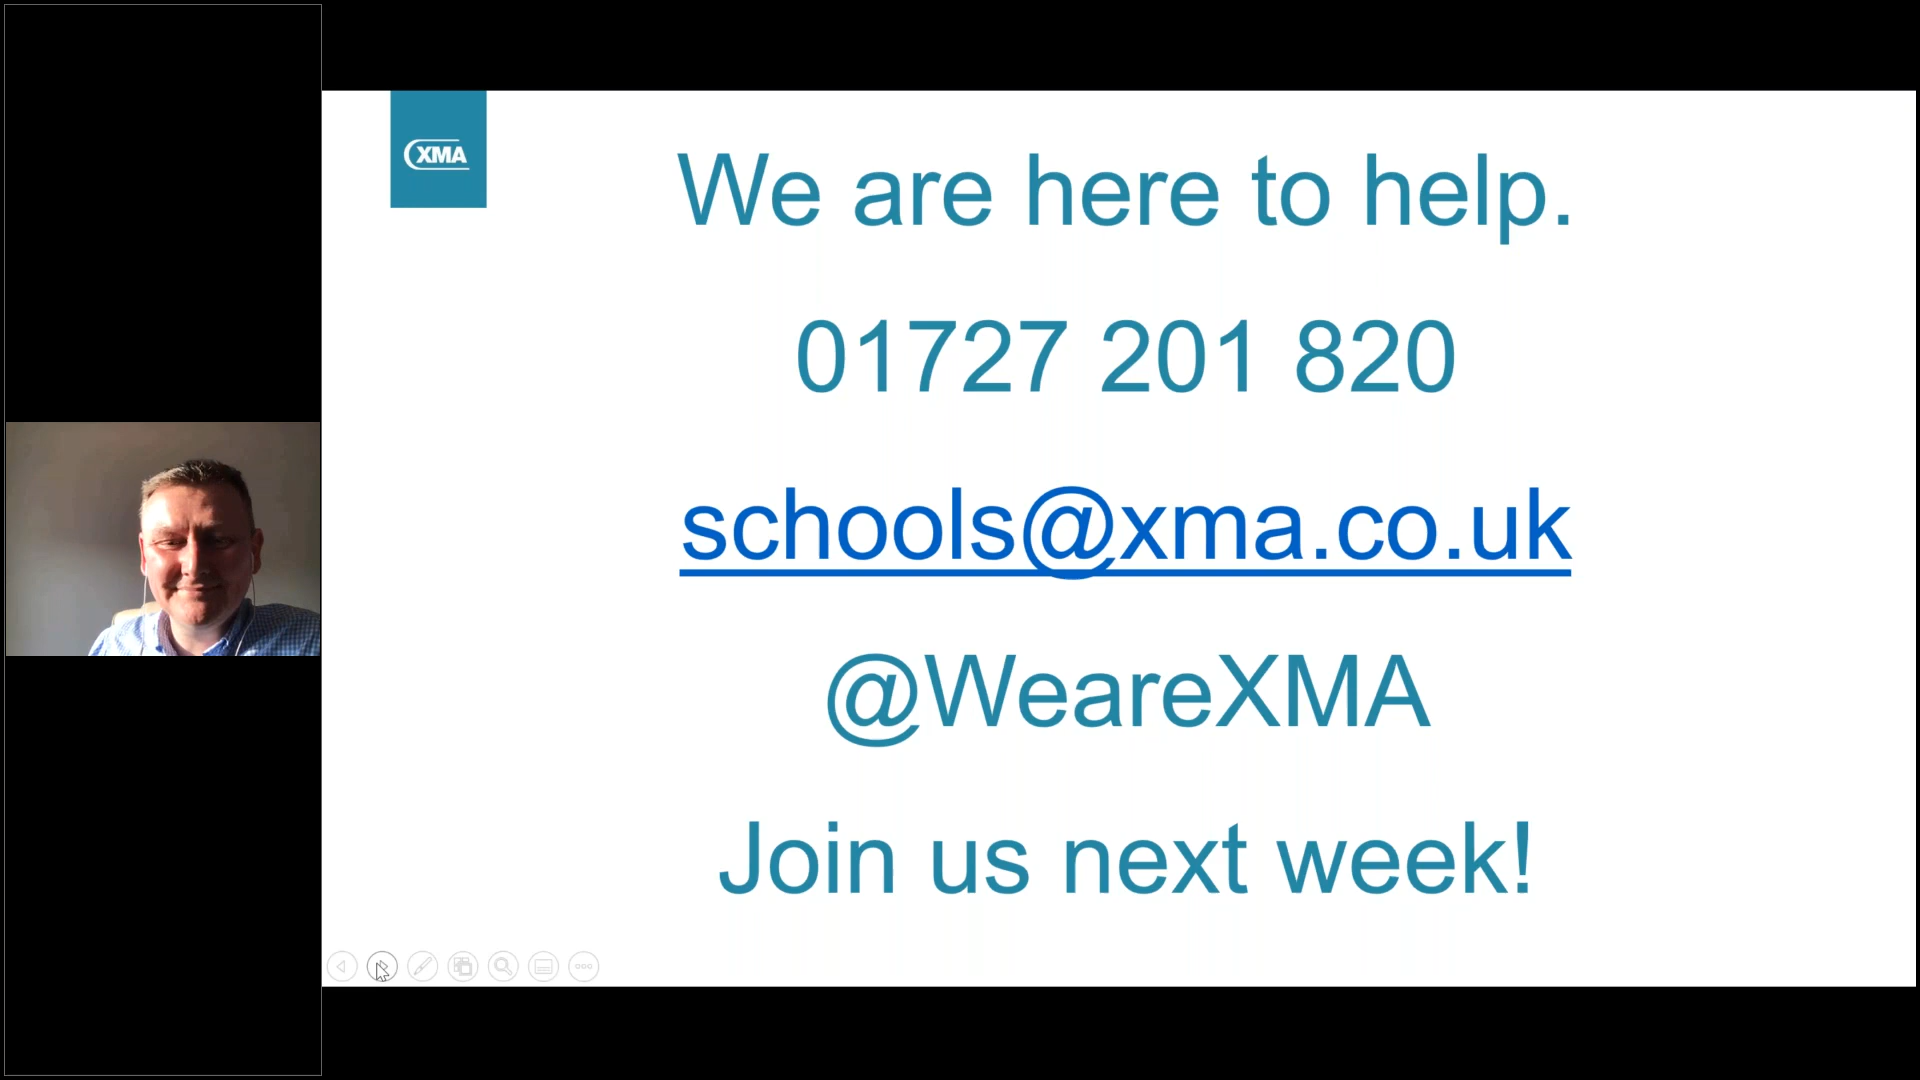 XMA
We are here to help.
01727 201 820
schools@xma.co.uk
@WeareXMA
Join us next week!